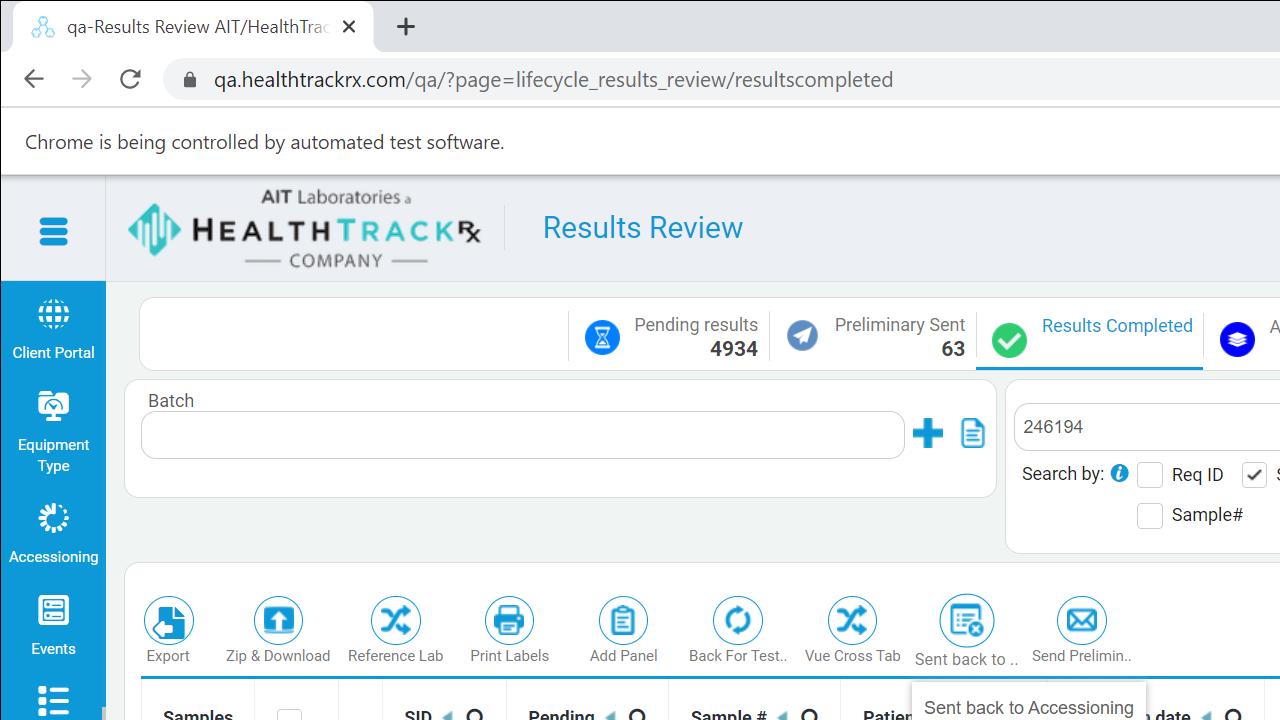 qa-Results Review AIT/HealthTrac
qa.healthtrackrx.com/qa/?page=lifecycle_results_review/resultscompleted
Chrome is being controlled by automated test software.
AIT Laboratories a
HEALTHTRACKRx
COMPANY
Results Review
Client Portal
Equipment
Type
Accessioning
Events
Pending results
4934
Preliminary Sent
63
Results Completed
A
Batch
246194
Search by:
Req ID
S
Sample#
Export
Zip & Download
Reference Lab
Print Labels
Add Panel
Back For Test..
Vue Cross Tab
Sent back to ..
Send Prelimin..
Sent back to Accessioning
Samples
SID
Pending
Sample #
Patien
n date